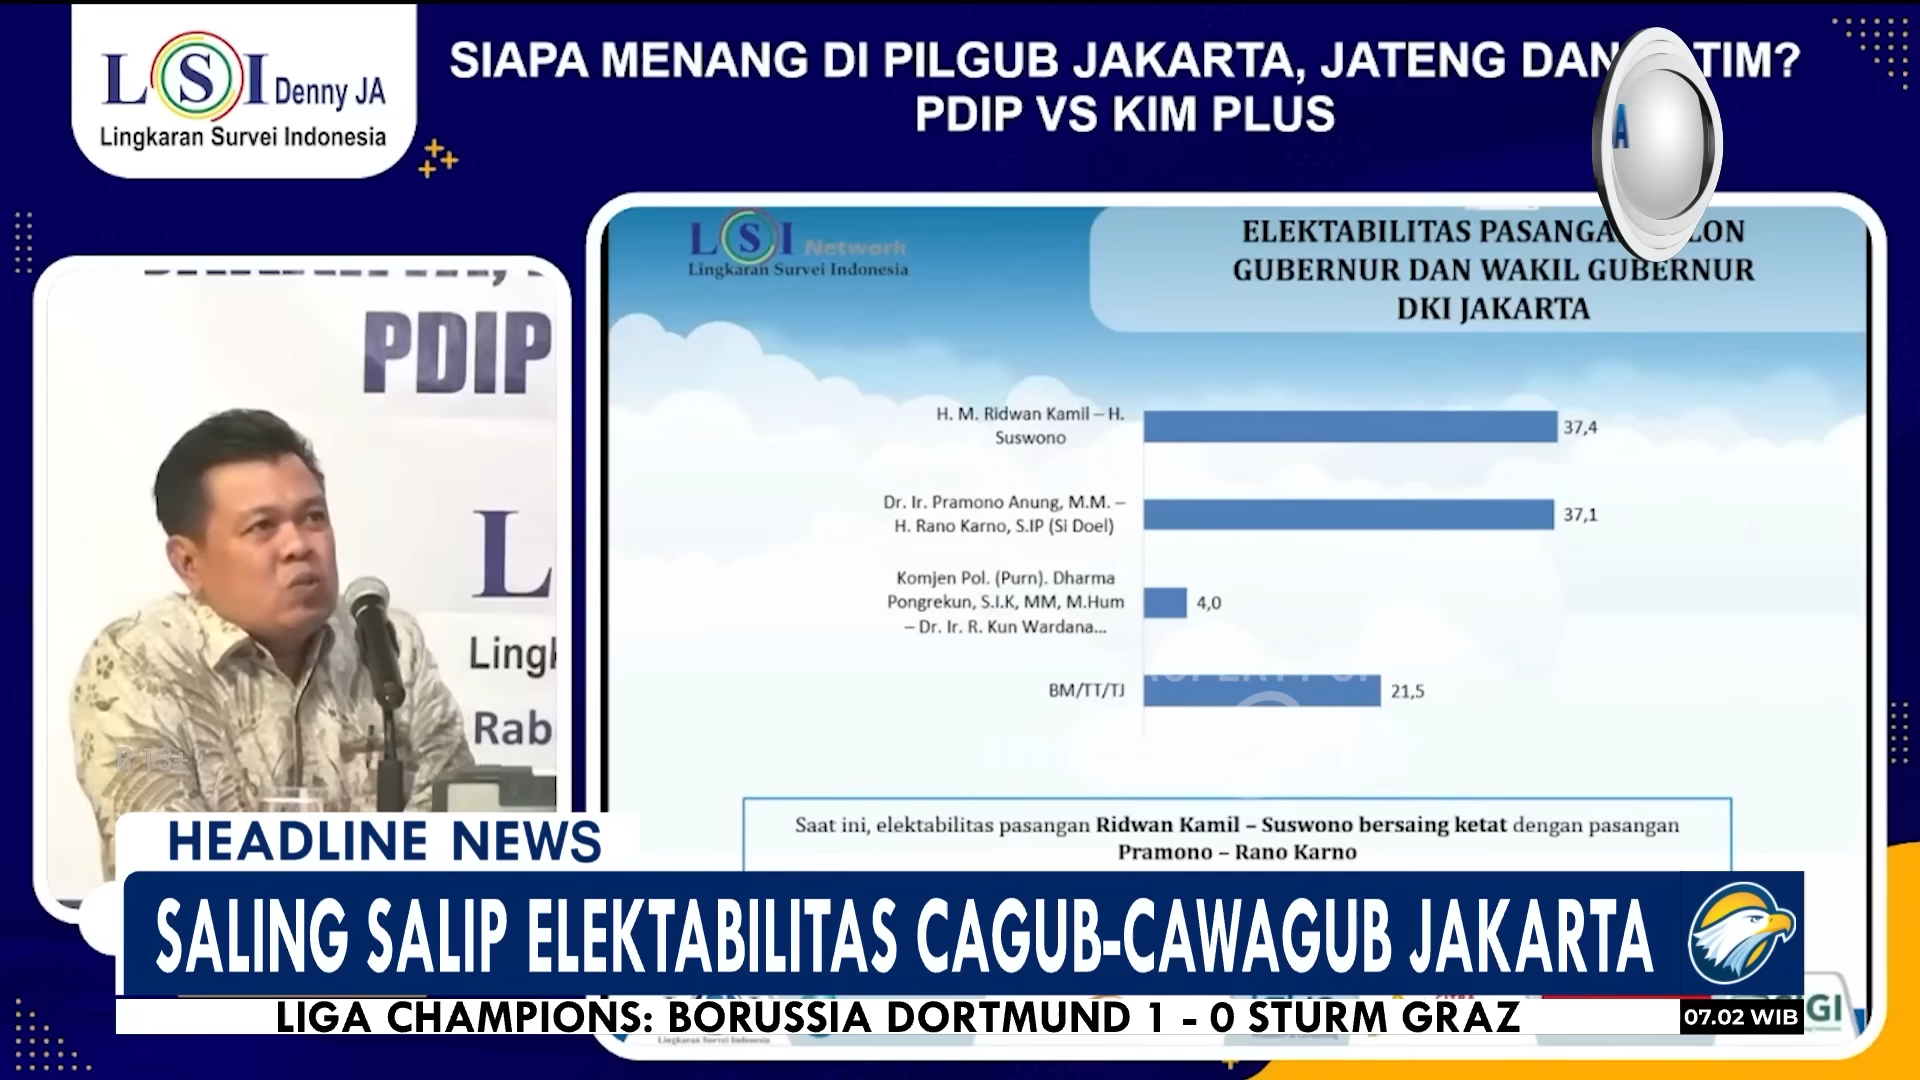 LSI Denny JA
Lingkaran Survei Indonesia
SIAPA MENANG DI PILGUB JAKARTA, JATENG DAN TIM?
PDIP VS KIM PLUS
A
LSI Network
Lingkaran Survei Indonesia
ELEKTABILITAS PASANGA LON
GUBERNUR DAN WAKIL GUBERNUR
DKI JAKARTA
H. M. Ridwan Kamil – H.
Suswono
37,4
Dr. Ir. Pramono Anung, M.M. –
H. Rano Karno, S.IP (Si Doel)
37,1
Komjen Pol. (Purn). Dharma
Pongrekun, S.I.K, MM, M.Hum
– Dr. Ir. R. Kun Wardana...
4,0
BM/TT/TJ
21,5
Saat ini, elektabilitas pasangan Ridwan Kamil – Suswono bersaing ketat dengan pasangan
Pramono – Rano Karno
PDIP
L
Lingk
Rab
R 13+
HEADLINE NEWS
SALING SALIP ELEKTABILITAS CAGUB-CAWAGUB JAKARTA
LIGA CHAMPIONS: BORUSSIA DORTMUND 1 - 0 STURM GRAZ
07.02 WIB
Lingkaran Survei Indonesia